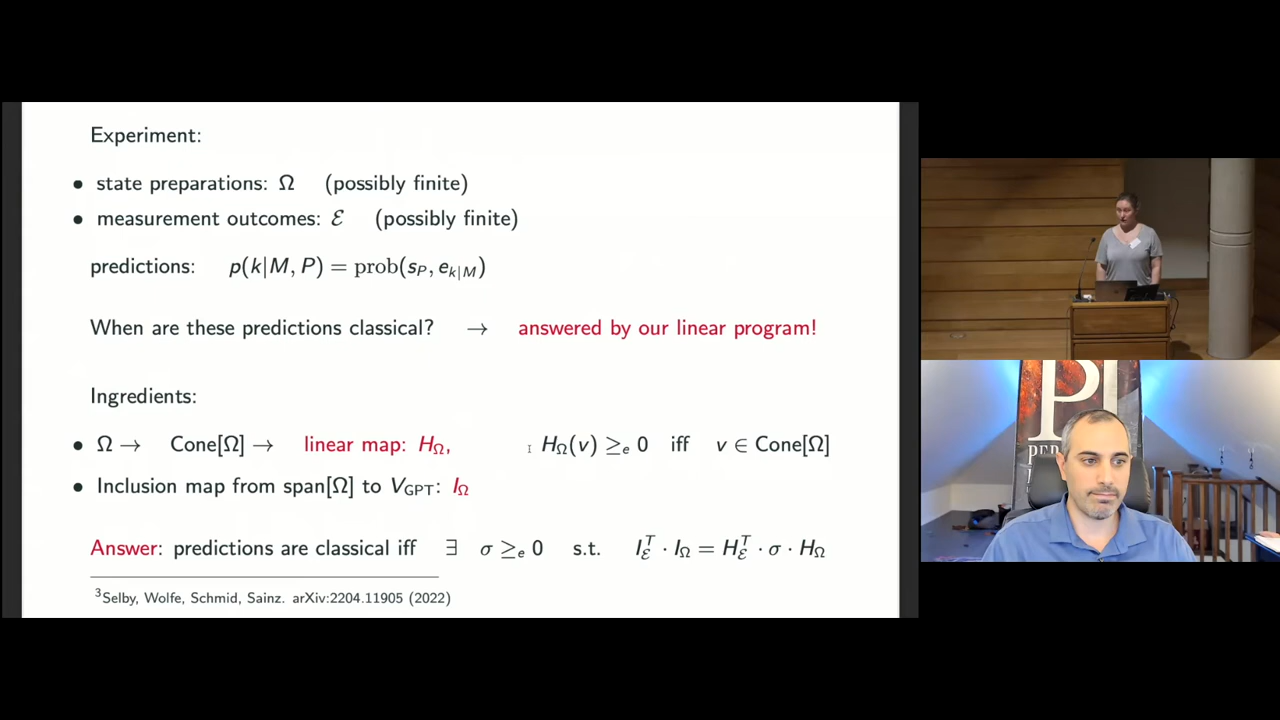 Experiment:
• state preparations: Ω (possibly finite)
• measurement outcomes: ℰ (possibly finite)
predictions: p(k|M, P) = prob(s_P, e_{k|M})
When are these predictions classical? → answered by our linear program!
Ingredients:
• Ω → Cone[Ω] → linear map: H_Ω, H_Ω(v) ≥_e 0 iff v ∈ Cone[Ω]
• Inclusion map from span[Ω] to V_GPT: I_Ω
Answer: predictions are classical iff ∃ σ ≥_e 0 s.t. I_ℰ^T · I_Ω = H_ℰ^T · σ · H_Ω
³Selby, Wolfe, Schmid, Sainz. arXiv:2204.11905 (2022)
PI